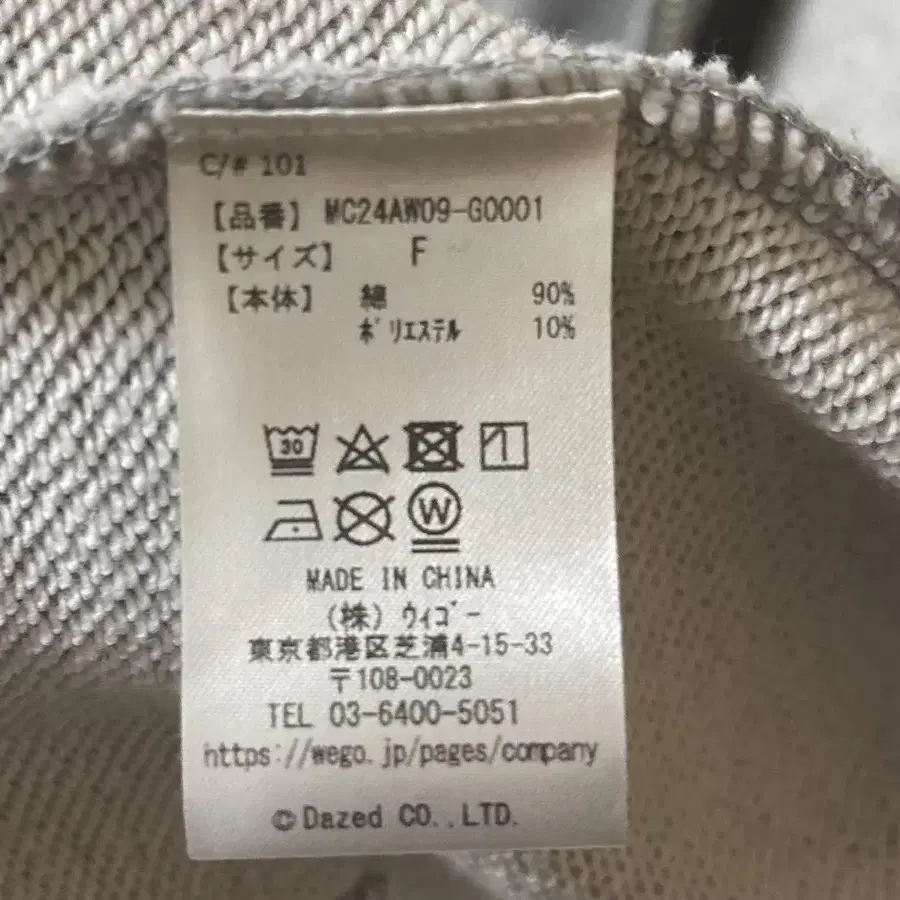 C/# 101
【品番】 MC24AW09-G0001
【サイズ】 F
【本体】 綿 90%
ポリエステル 10%
30
W
MADE IN CHINA
(株) ウィゴー
東京都港区芝浦4-15-33
〒108-0023
TEL 03-6400-5051
https://wego.jp/pages/company
© Dazed CO.,LTD.